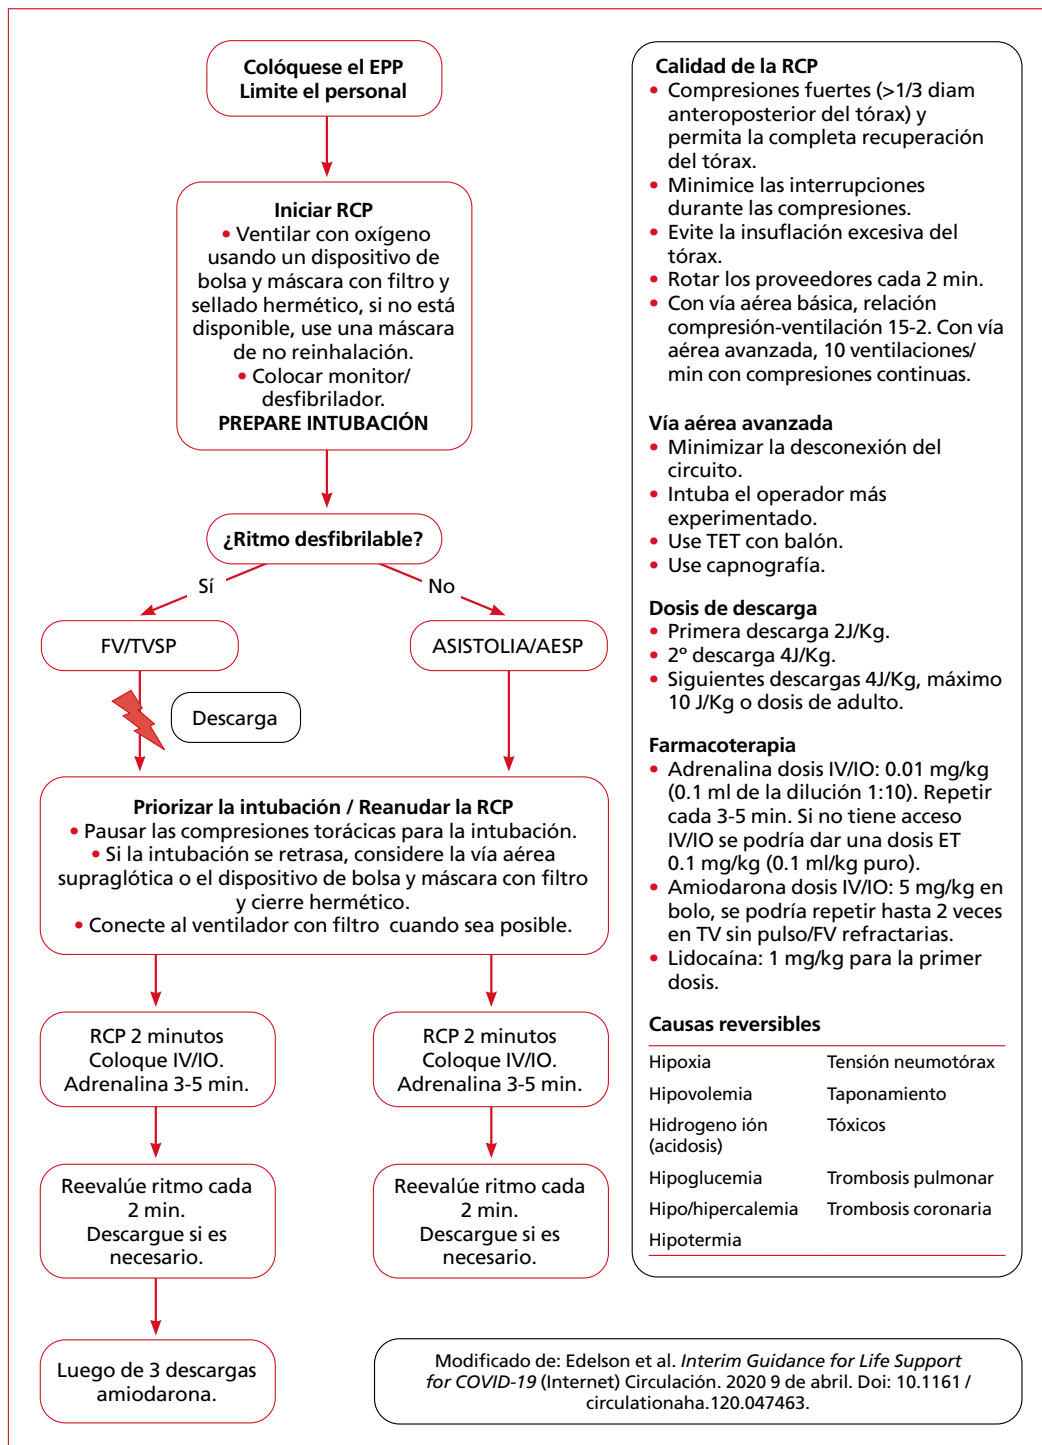 Colóquese el EPP
Limite el personal
Iniciar RCP
• Ventilar con oxígeno
usando un dispositivo de
bolsa y máscara con filtro y
sellado hermético, si no está
disponible, use una máscara
de no reinhalación.
• Colocar monitor/
desfibrilador.
PREPARE INTUBACIÓN
¿Ritmo desfibrilable?
Sí
No
FV/TVSP
ASISTOLIA/AESP
Descarga
Priorizar la intubación / Reanudar la RCP
• Pausar las compresiones torácicas para la intubación.
• Si la intubación se retrasa, considere la vía aérea
supraglótica o el dispositivo de bolsa y máscara con filtro
y cierre hermético.
• Conecte al ventilador con filtro cuando sea posible.
RCP 2 minutos
Coloque IV/IO.
Adrenalina 3-5 min.
RCP 2 minutos
Coloque IV/IO.
Adrenalina 3-5 min.
Reevalúe ritmo cada
2 min.
Descargue si es
necesario.
Reevalúe ritmo cada
2 min.
Descargue si es
necesario.
Luego de 3 descargas
amiodarona.
Calidad de la RCP
• Compresiones fuertes (>1/3 diam
anteroposterior del tórax) y
permita la completa recuperación
del tórax.
• Minimice las interrupciones
durante las compresiones.
• Evite la insuflación excesiva del
tórax.
• Rotar los proveedores cada 2 min.
• Con vía aérea básica, relación
compresión-ventilación 15-2. Con vía
aérea avanzada, 10 ventilaciones/
min con compresiones continuas.
Vía aérea avanzada
• Minimizar la desconexión del
circuito.
• Intuba el operador más
experimentado.
• Use TET con balón.
• Use capnografía.
Dosis de descarga
• Primera descarga 2J/Kg.
• 2º descarga 4J/Kg.
• Siguientes descargas 4J/Kg, máximo
10 J/Kg o dosis de adulto.
Farmacoterapia
• Adrenalina dosis IV/IO: 0.01 mg/kg
(0.1 ml de la dilución 1:10). Repetir
cada 3-5 min. Si no tiene acceso
IV/IO se podría dar una dosis ET
0.1 mg/kg (0.1 ml/kg puro).
• Amiodarona dosis IV/IO: 5 mg/kg en
bolo, se podría repetir hasta 2 veces
en TV sin pulso/FV refractarias.
• Lidocaína: 1 mg/kg para la primer
dosis.
Causas reversibles
Hipoxia Tensión neumotórax
Hipovolemia Taponamiento
Hidrogeno ión Tóxicos
(acidosis)
Hipoglucemia Trombosis pulmonar
Hipo/hipercalemia Trombosis coronaria
Hipotermia
Modificado de: Edelson et al. Interim Guidance for Life Support
for COVID-19 (Internet) Circulación. 2020 9 de abril. Doi: 10.1161 /
circulationaha.120.047463.